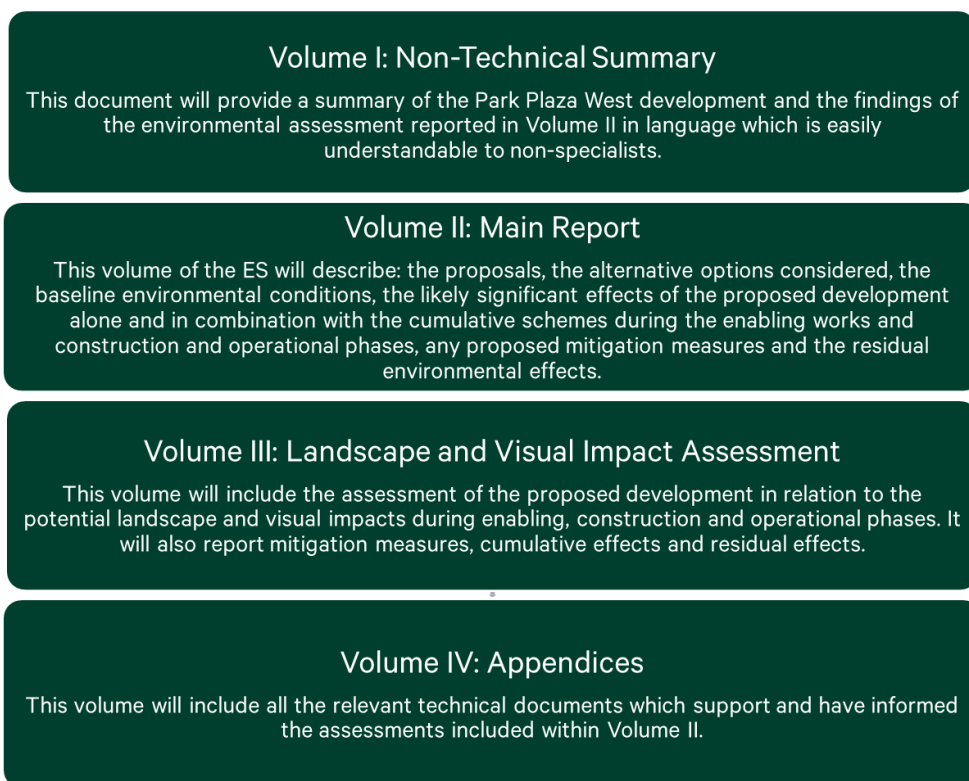 Volume I: Non-Technical Summary
This document will provide a summary of the Park Plaza West development and the findings of
the environmental assessment reported in Volume II in language which is easily
understandable to non-specialists.
Volume II: Main Report
This volume of the ES will describe: the proposals, the alternative options considered, the
baseline environmental conditions, the likely significant effects of the proposed development
alone and in combination with the cumulative schemes during the enabling works and
construction and operational phases, any proposed mitigation measures and the residual
environmental effects.
Volume III: Landscape and Visual Impact Assessment
This volume will include the assessment of the proposed development in relation to the
potential landscape and visual impacts during enabling, construction and operational phases. It
will also report mitigation measures, cumulative effects and residual effects.
Volume IV: Appendices
This volume will include all the relevant technical documents which support and have informed
the assessments included within Volume II.